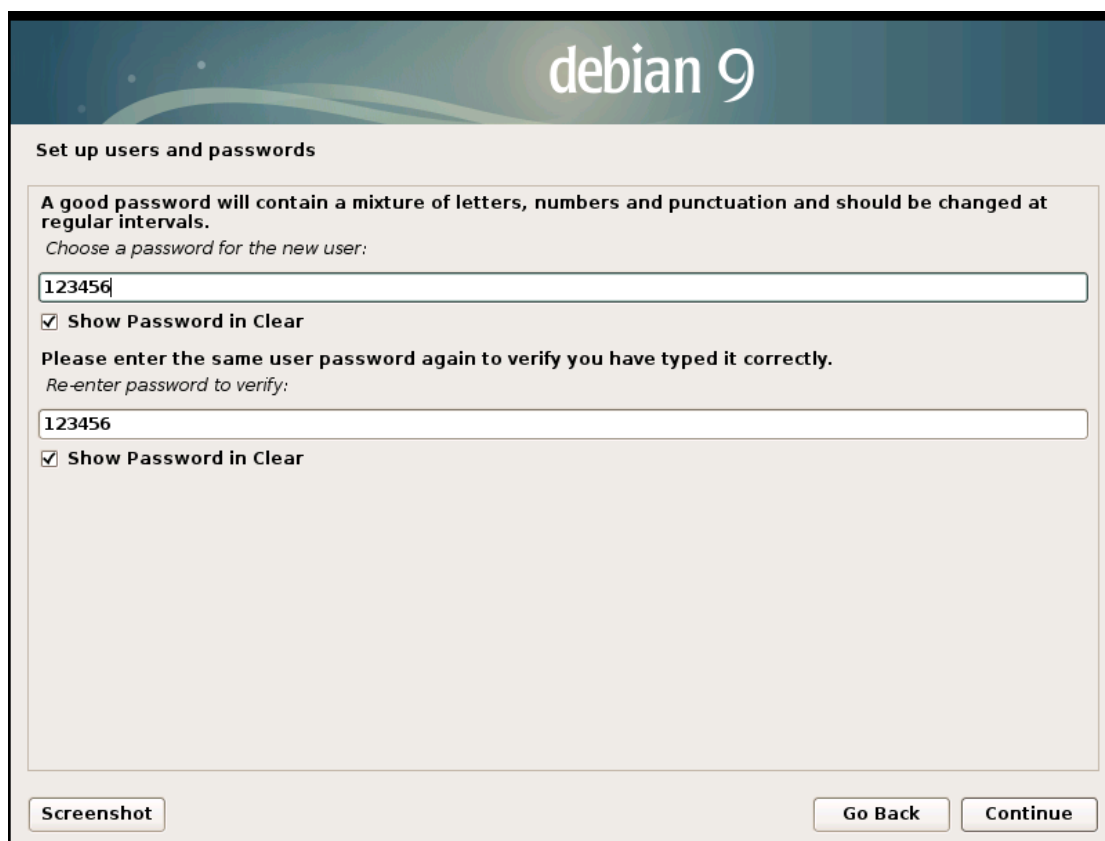 debian 9
Set up users and passwords
A good password will contain a mixture of letters, numbers and punctuation and should be changed at
regular intervals.
Choose a password for the new user:
123456
Show Password in Clear
Please enter the same user password again to verify you have typed it correctly.
Re-enter password to verify:
123456
Show Password in Clear
Screenshot Go Back Continue